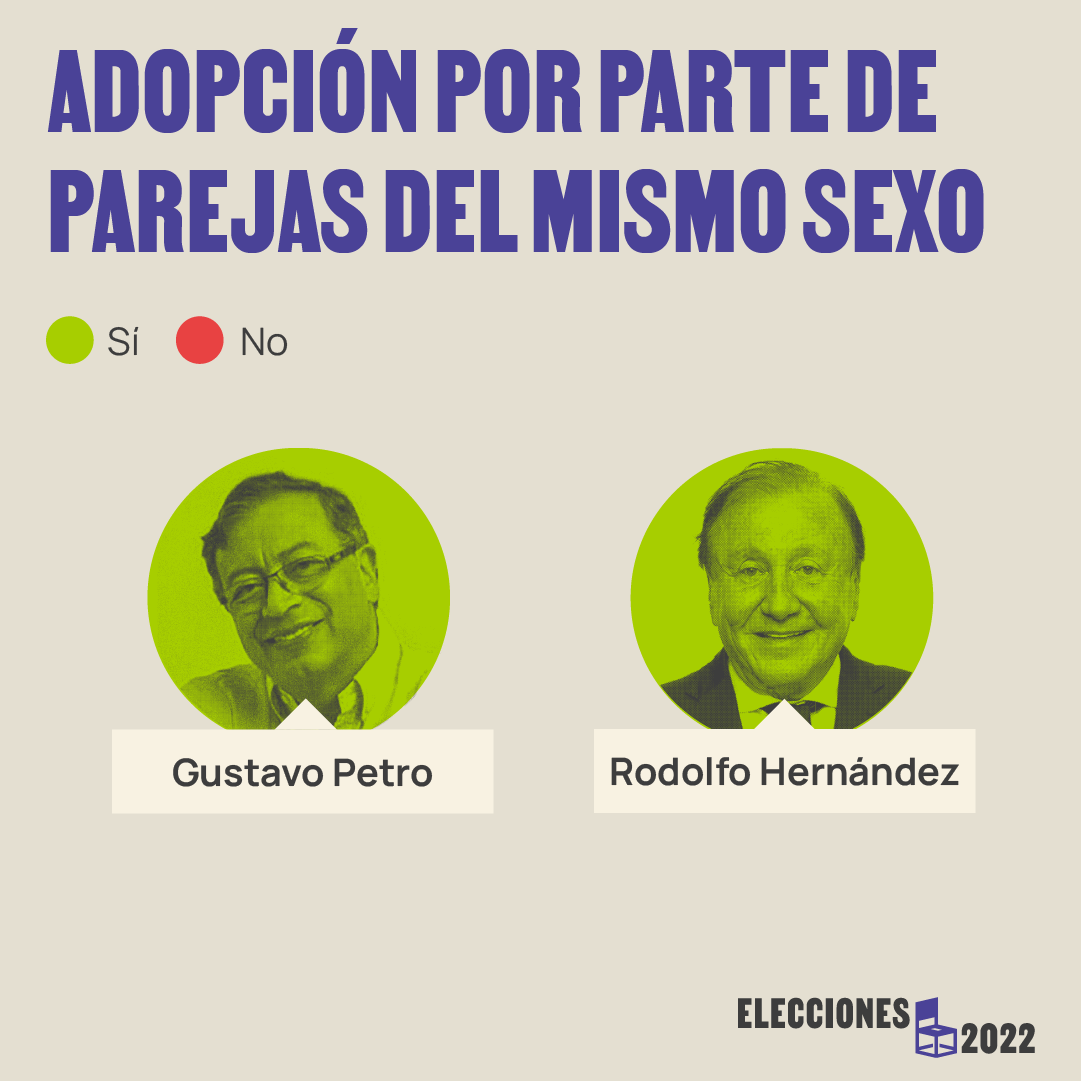 ADOPCIÓN POR PARTE DE
PAREJAS DEL MISMO SEXO
Sí No
Gustavo Petro
Rodolfo Hernández
ELECCIONES 2022